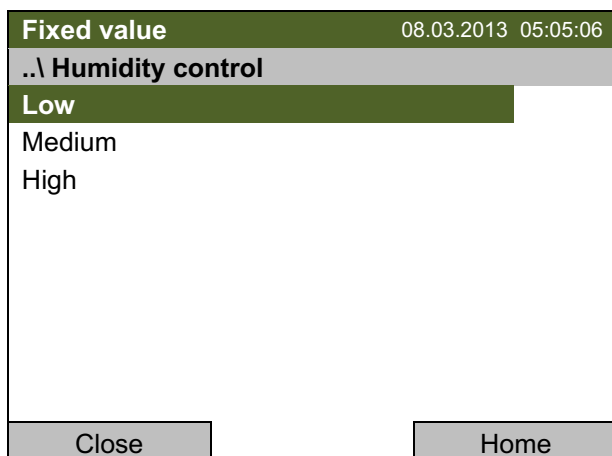 Fixed value 08.03.2013 05:05:06
..\ Humidity control
Low
Medium
High
Close Home